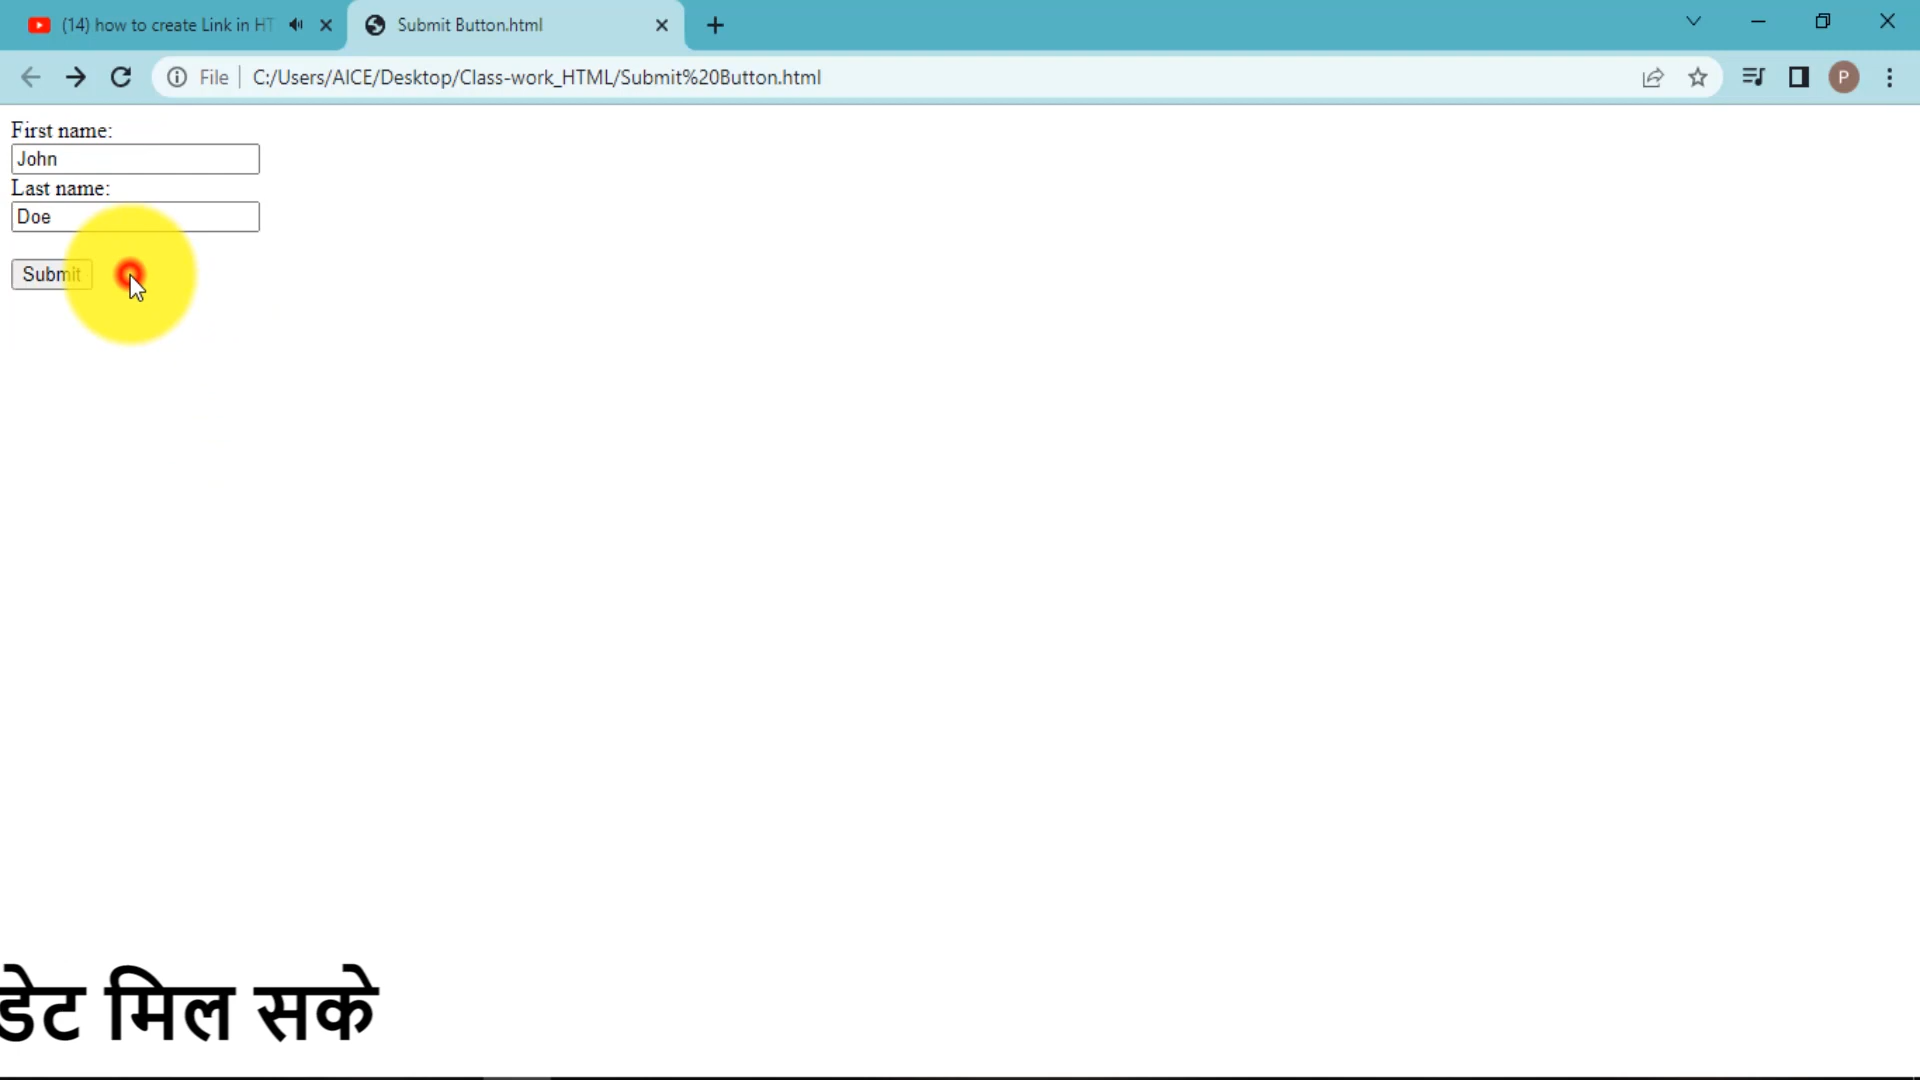 (14) how to create Link in HT
Submit Button.html
File
C:/Users/AICE/Desktop/Class-work_HTML/Submit%20Button.html
P
First name:
John
Last name:
Doe
Submit
डेट मिल सके